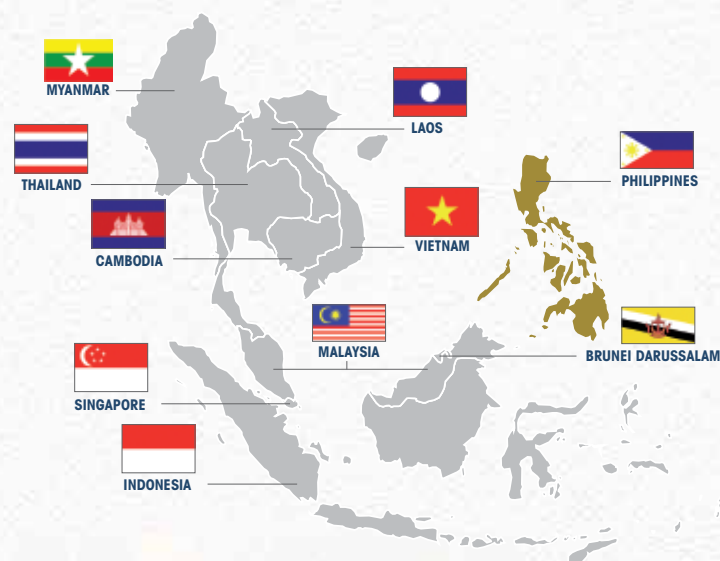 MYANMAR
LAOS
PHILIPPINES
THAILAND
VIETNAM
CAMBODIA
MALAYSIA
BRUNEI DARUSSALAM
SINGAPORE
INDONESIA